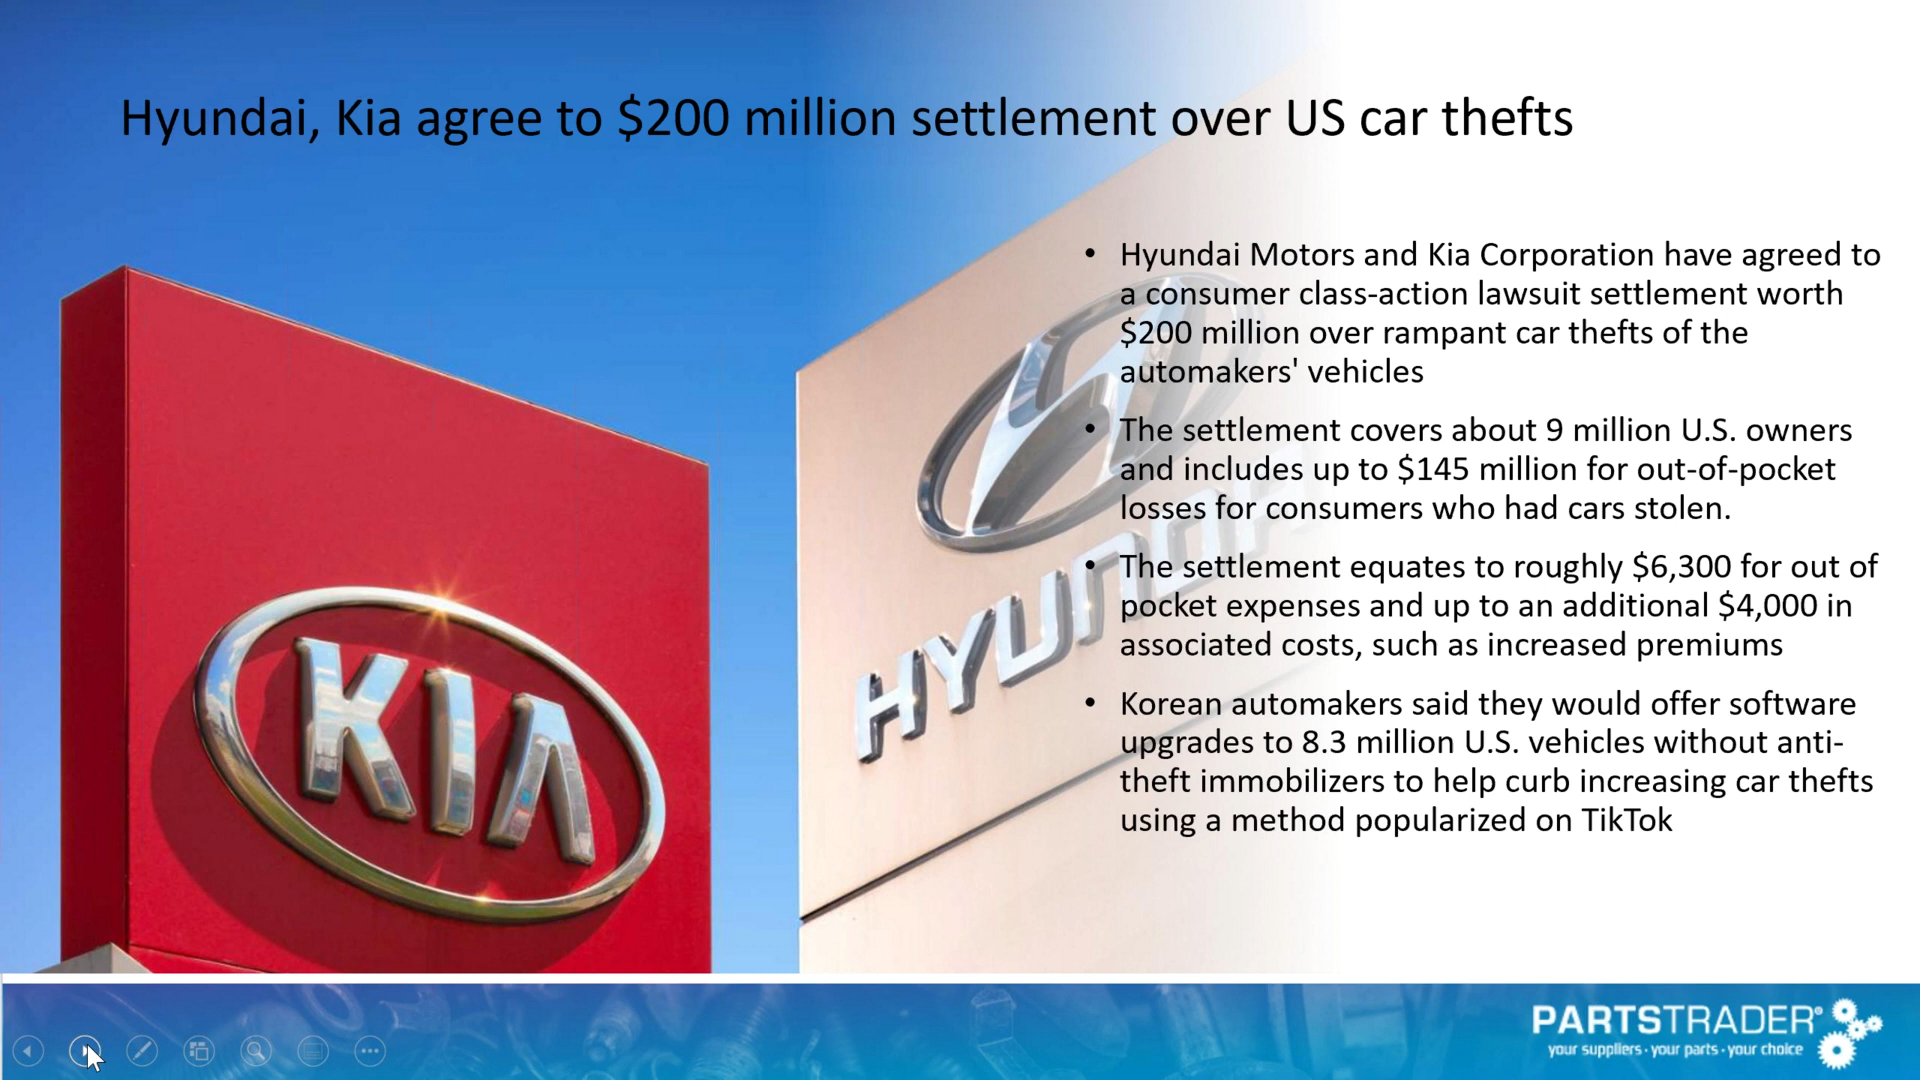 Hyundai, Kia agree to $200 million settlement over US car thefts
• Hyundai Motors and Kia Corporation have agreed to
a consumer class-action lawsuit settlement worth
$200 million over rampant car thefts of the
automakers' vehicles
• The settlement covers about 9 million U.S. owners
and includes up to $145 million for out-of-pocket
losses for consumers who had cars stolen.
• The settlement equates to roughly $6,300 for out of
pocket expenses and up to an additional $4,000 in
associated costs, such as increased premiums
• Korean automakers said they would offer software
upgrades to 8.3 million U.S. vehicles without anti-
theft immobilizers to help curb increasing car thefts
using a method popularized on TikTok
KIA
HYUNDAI
PARTSTRADER®
your suppliers · your parts · your choice